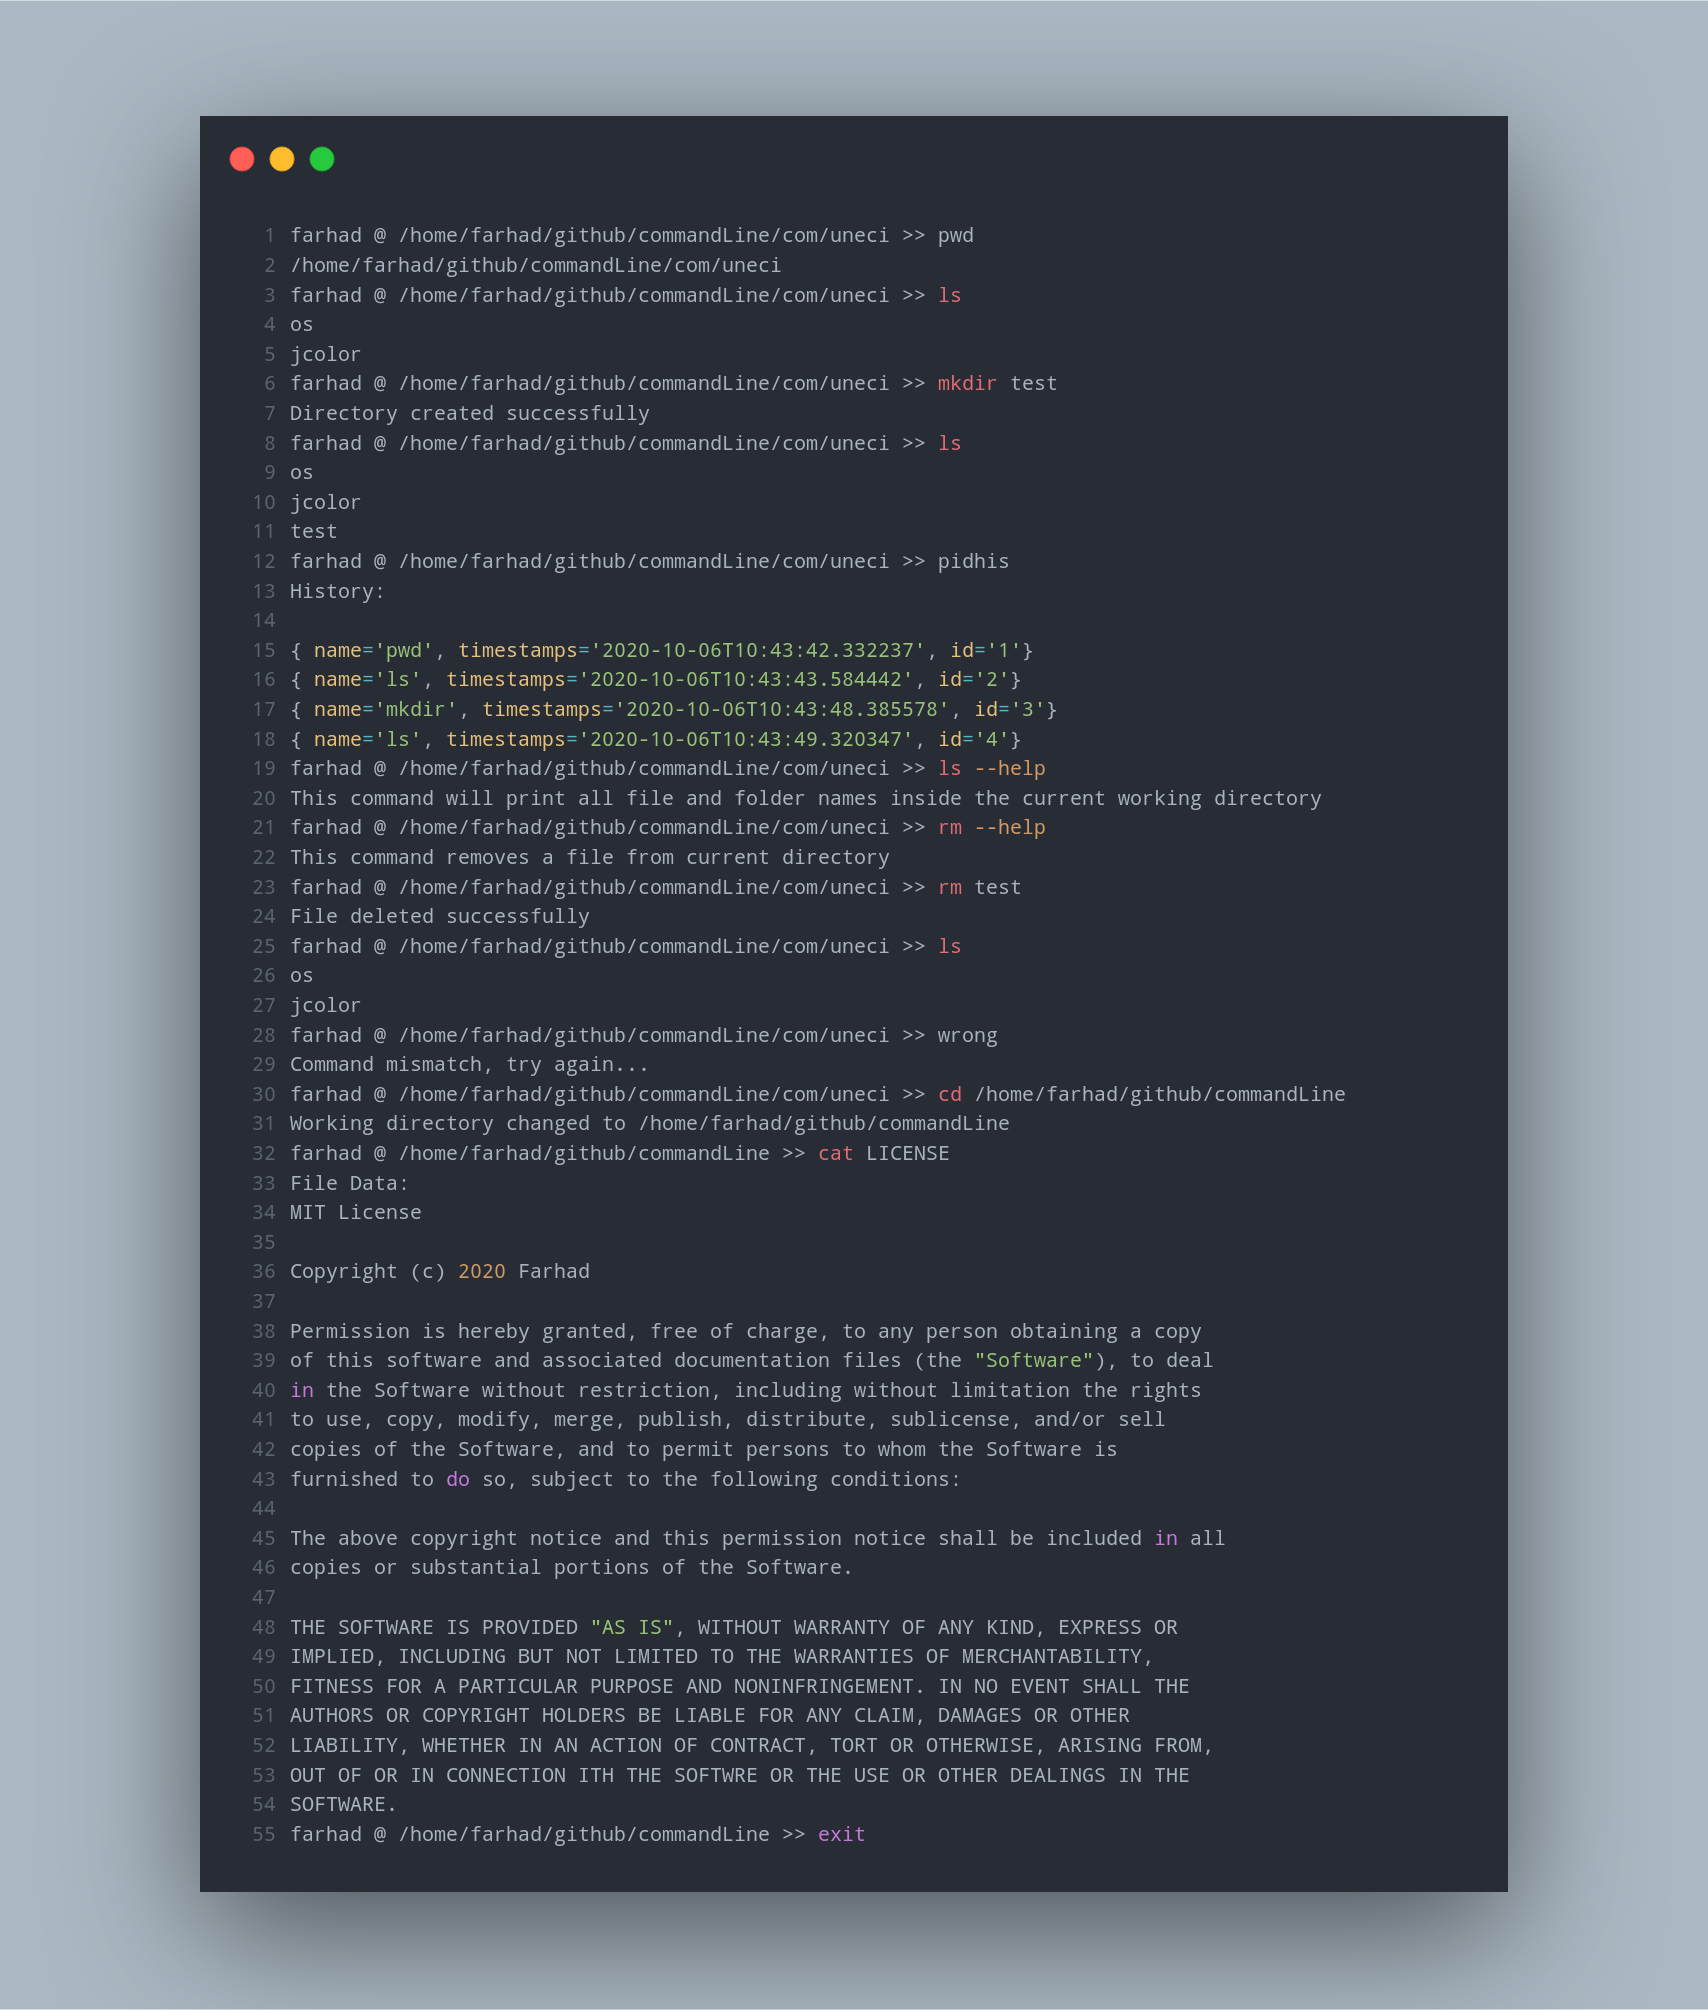 1 farhad @ /home/farhad/github/commandLine/com/uneci >> pwd
2 /home/farhad/github/commandLine/com/uneci
3 farhad @ /home/farhad/github/commandLine/com/uneci >> ls
4 os
5 jcolor
6 farhad @ /home/farhad/github/commandLine/com/uneci >> mkdir test
7 Directory created successfully
8 farhad @ /home/farhad/github/commandLine/com/uneci >> ls
9 os
10 jcolor
11 test
12 farhad @ /home/farhad/github/commandLine/com/uneci >> pidhis
13 History:
14
15 { name='pwd', timestamps='2020-10-06T10:43:42.332237', id='1'}
16 { name='ls', timestamps='2020-10-06T10:43:43.584442', id='2'}
17 { name='mkdir', timestamps='2020-10-06T10:43:48.385578', id='3'}
18 { name='ls', timestamps='2020-10-06T10:43:49.320347', id='4'}
19 farhad @ /home/farhad/github/commandLine/com/uneci >> ls --help
20 This command will print all file and folder names inside the current working directory
21 farhad @ /home/farhad/github/commandLine/com/uneci >> rm --help
22 This command removes a file from current directory
23 farhad @ /home/farhad/github/commandLine/com/uneci >> rm test
24 File deleted successfully
25 farhad @ /home/farhad/github/commandLine/com/uneci >> ls
26 os
27 jcolor
28 farhad @ /home/farhad/github/commandLine/com/uneci >> wrong
29 Command mismatch, try again...
30 farhad @ /home/farhad/github/commandLine/com/uneci >> cd /home/farhad/github/commandLine
31 Working directory changed to /home/farhad/github/commandLine
32 farhad @ /home/farhad/github/commandLine >> cat LICENSE
33 File Data:
34 MIT License
35
36 Copyright (c) 2020 Farhad
37
38 Permission is hereby granted, free of charge, to any person obtaining a copy
39 of this software and associated documentation files (the "Software"), to deal
40 in the Software without restriction, including without limitation the rights
41 to use, copy, modify, merge, publish, distribute, sublicense, and/or sell
42 copies of the Software, and to permit persons to whom the Software is
43 furnished to do so, subject to the following conditions:
44
45 The above copyright notice and this permission notice shall be included in all
46 copies or substantial portions of the Software.
47
48 THE SOFTWARE IS PROVIDED "AS IS", WITHOUT WARRANTY OF ANY KIND, EXPRESS OR
49 IMPLIED, INCLUDING BUT NOT LIMITED TO THE WARRANTIES OF MERCHANTABILITY,
50 FITNESS FOR A PARTICULAR PURPOSE AND NONINFRINGEMENT. IN NO EVENT SHALL THE
51 AUTHORS OR COPYRIGHT HOLDERS BE LIABLE FOR ANY CLAIM, DAMAGES OR OTHER
52 LIABILITY, WHETHER IN AN ACTION OF CONTRACT, TORT OR OTHERWISE, ARISING FROM,
53 OUT OF OR IN CONNECTION ITH THE SOFTWRE OR THE USE OR OTHER DEALINGS IN THE
54 SOFTWARE.
55 farhad @ /home/farhad/github/commandLine >> exit